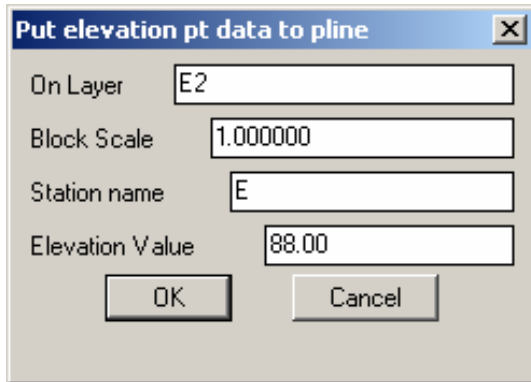 Put elevation pt data to pline
On Layer E2
Block Scale 1.000000
Station name E
Elevation Value 88.00
OK Cancel